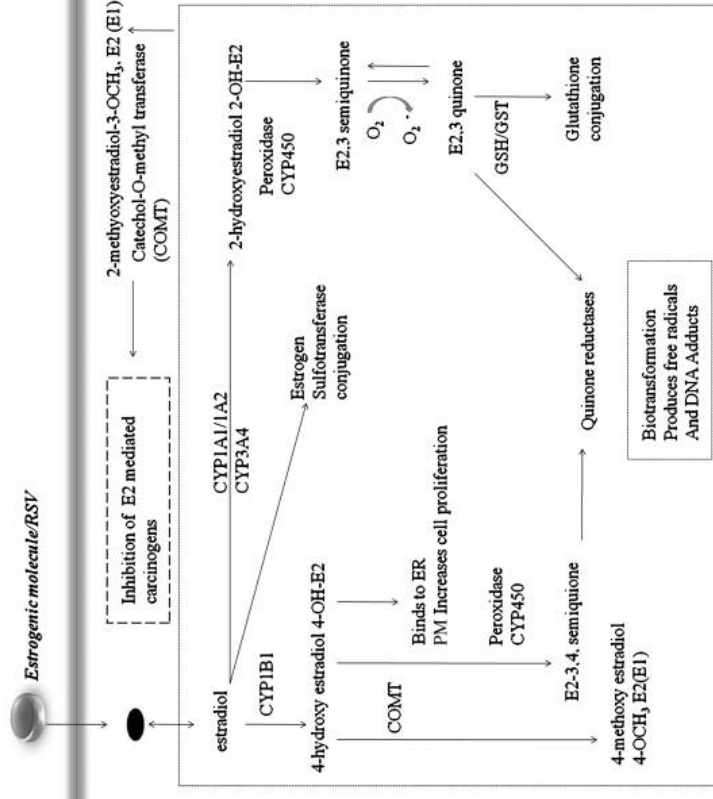 Estrogenic molecule/RSV
Inhibition of E2 mediated
carcinogens
2-methyoxyestradiol-3-OCH₃, E2 (E1)
Catechol-O-methyl transferase
(COMT)
estradiol
CYP1A1/1A2
CYP3A4
2-hydroxyestradiol 2-OH-E2
CYP1B1
Estrogen
Sulfotransferase
conjugation
Peroxidase
CYP450
4-hydroxy estradiol 4-OH-E2
E2,3 semiquinone
O₂
O₂ •
Binds to ER
PM Increases cell proliferation
COMT
Peroxidase
CYP450
E2,3 quinone
GSH/GST
E2-3,4, semiquione
Quinone reductases
Glutathione
conjugation
4-methoxy estradiol
4-OCH₃ E2(E1)
Biotransformation
Produces free radicals
And DNA Adducts